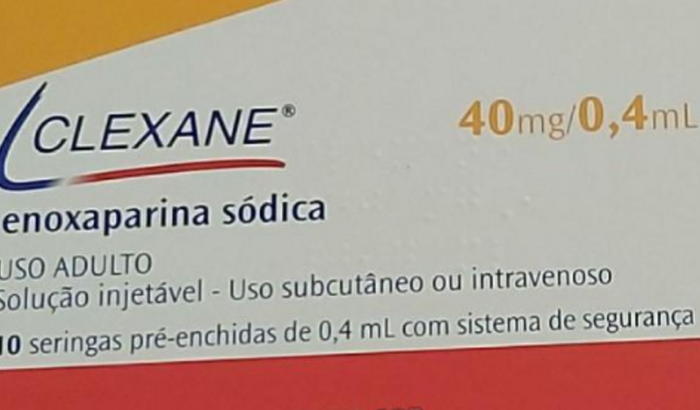 CLEXANE®
40mg/0,4mL
enoxaparina sódica
USO ADULTO
Solução injetável - Uso subcutâneo ou intravenoso
10 seringas pré-enchidas de 0,4 mL com sistema de segurança